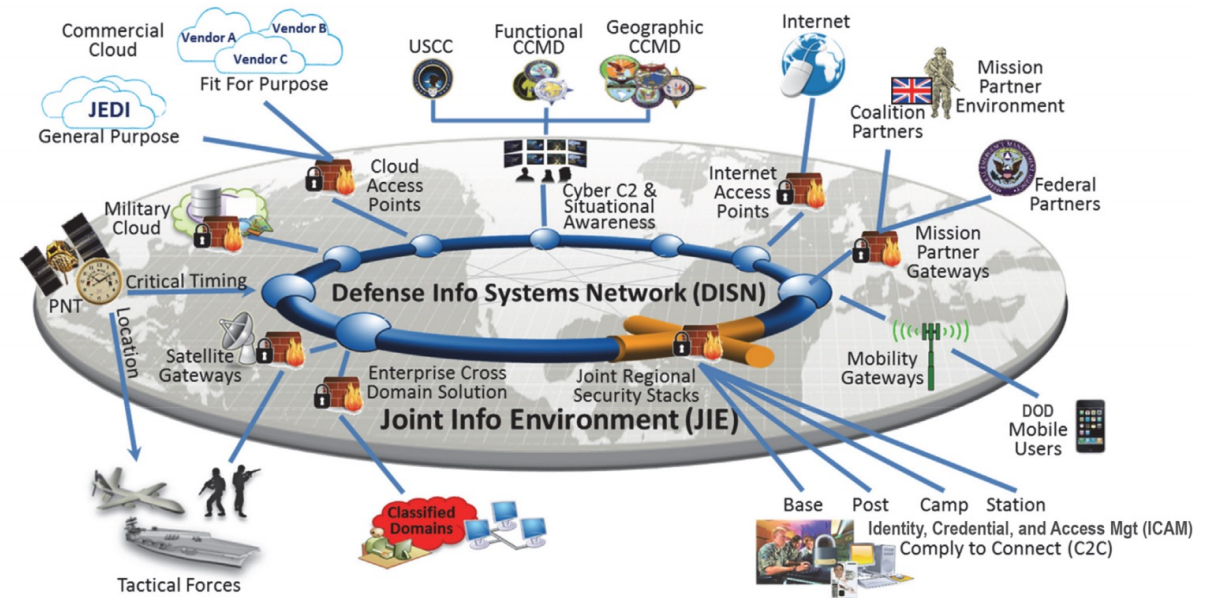 Commercial
Cloud
Vendor A
Vendor B
Vendor C
Fit For Purpose
JEDI
General Purpose
USCC
Functional
CCMD
Geographic
CCMD
Internet
Coalition
Partners
Mission
Partner
Environment
Federal
Partners
Cloud
Access
Points
Cyber C2 &
Situational
Awareness
Internet
Access
Points
Mission
Partner
Gateways
Military
Cloud
PNT
Critical Timing
Location
Defense Info Systems Network (DISN)
Satellite
Gateways
Enterprise Cross
Domain Solution
Joint Regional
Security Stacks
Mobility
Gateways
Joint Info Environment (JIE)
DOD
Mobile
Users
Tactical Forces
Classified
Domains
Base
Post
Camp
Station
Identity, Credential, and Access Mgt (ICAM)
Comply to Connect (C2C)